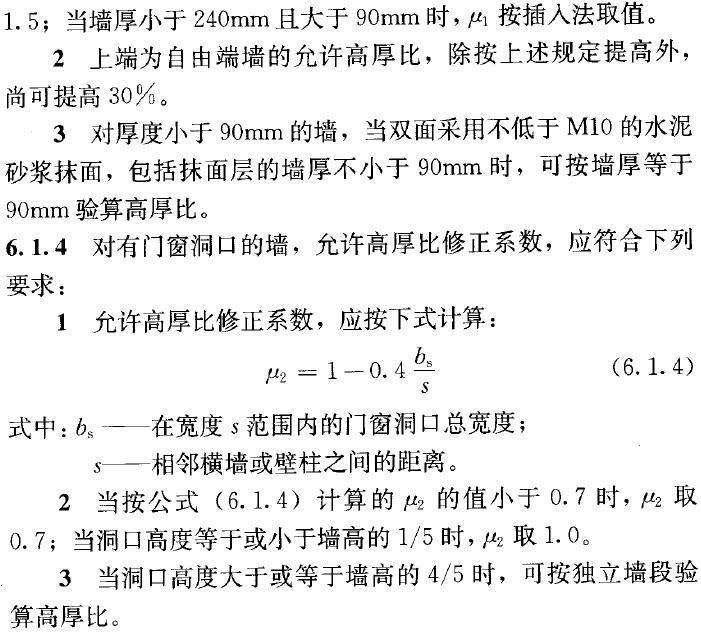 1.5；当墙厚小于 240mm 且大于 90mm 时，μ₁ 按插入法取值。
2 上端为自由端墙的允许高厚比，除按上述规定提高外，
尚可提高 30%。
3 对厚度小于 90mm 的墙，当双面采用不低于 M10 的水泥
砂浆抹面，包括抹面层的墙厚不小于 90mm 时，可按墙厚等于
90mm 验算高厚比。
6.1.4 对有门窗洞口的墙，允许高厚比修正系数，应符合下列
要求：
1 允许高厚比修正系数，应按下式计算：
μ₂ = 1－0.4 bₛ/s (6.1.4)
式中：bₛ ——在宽度 s 范围内的门窗洞口总宽度；
s——相邻横墙或壁柱之间的距离。
2 当按公式（6.1.4）计算的 μ₂ 的值小于 0.7 时，μ₂ 取
0.7；当洞口高度等于或小于墙高的 1/5 时，μ₂ 取 1.0。
3 当洞口高度大于或等于墙高的 4/5 时，可按独立墙段验
算高厚比。